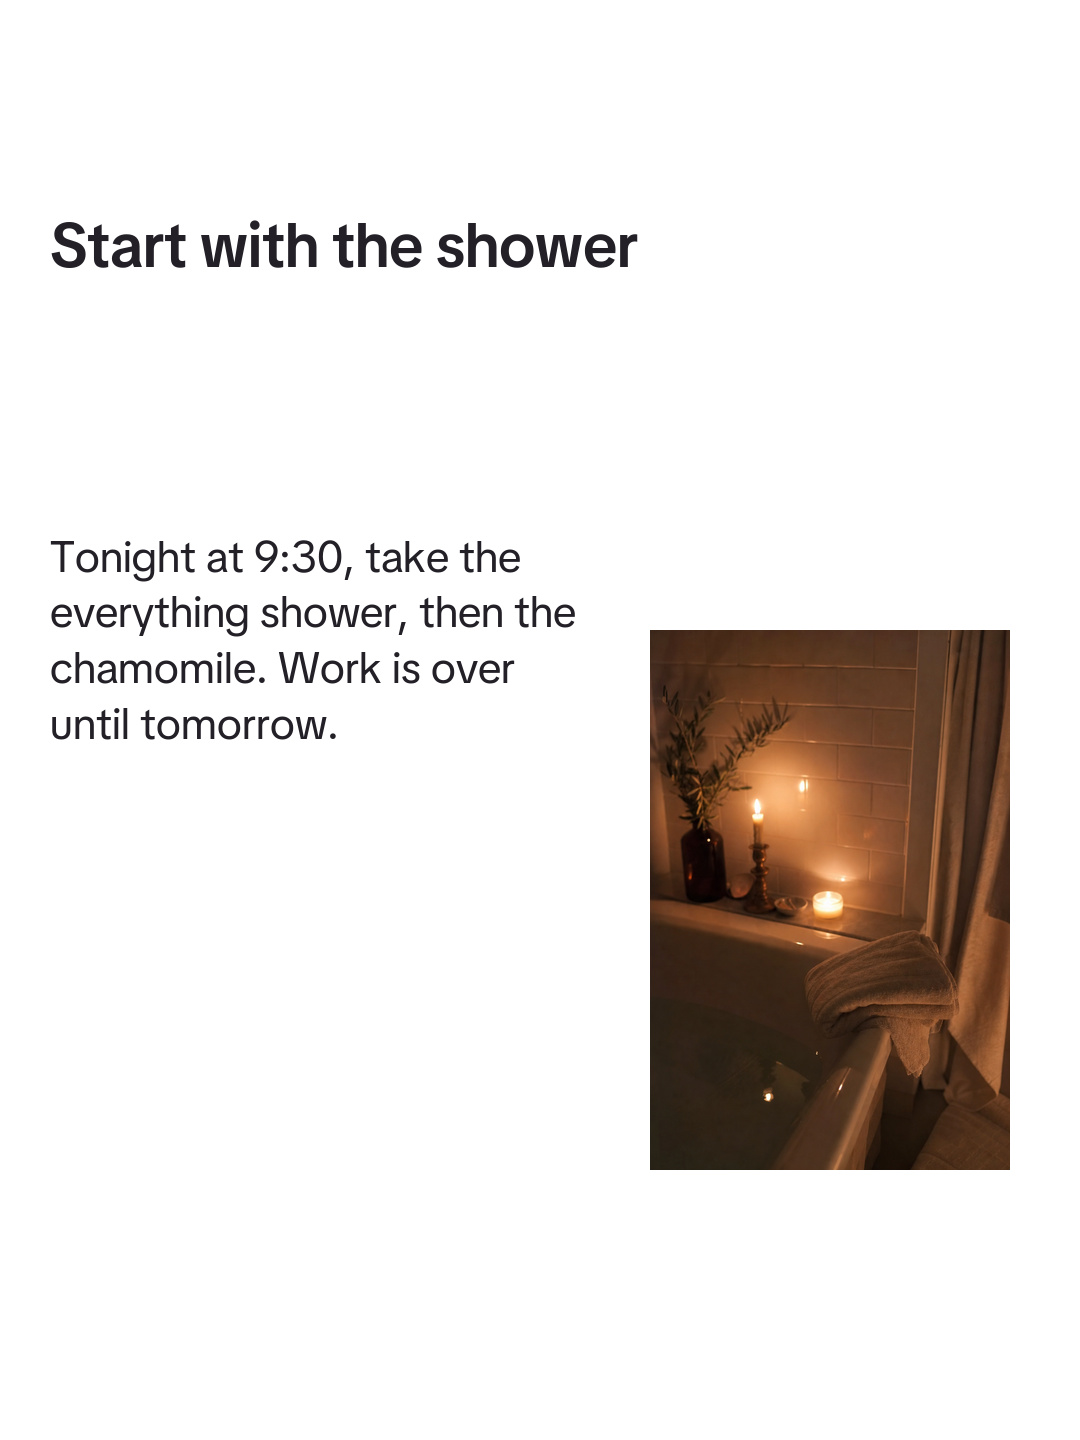 Start with the shower
Tonight at 9:30, take the
everything shower, then the
chamomile. Work is over
until tomorrow.